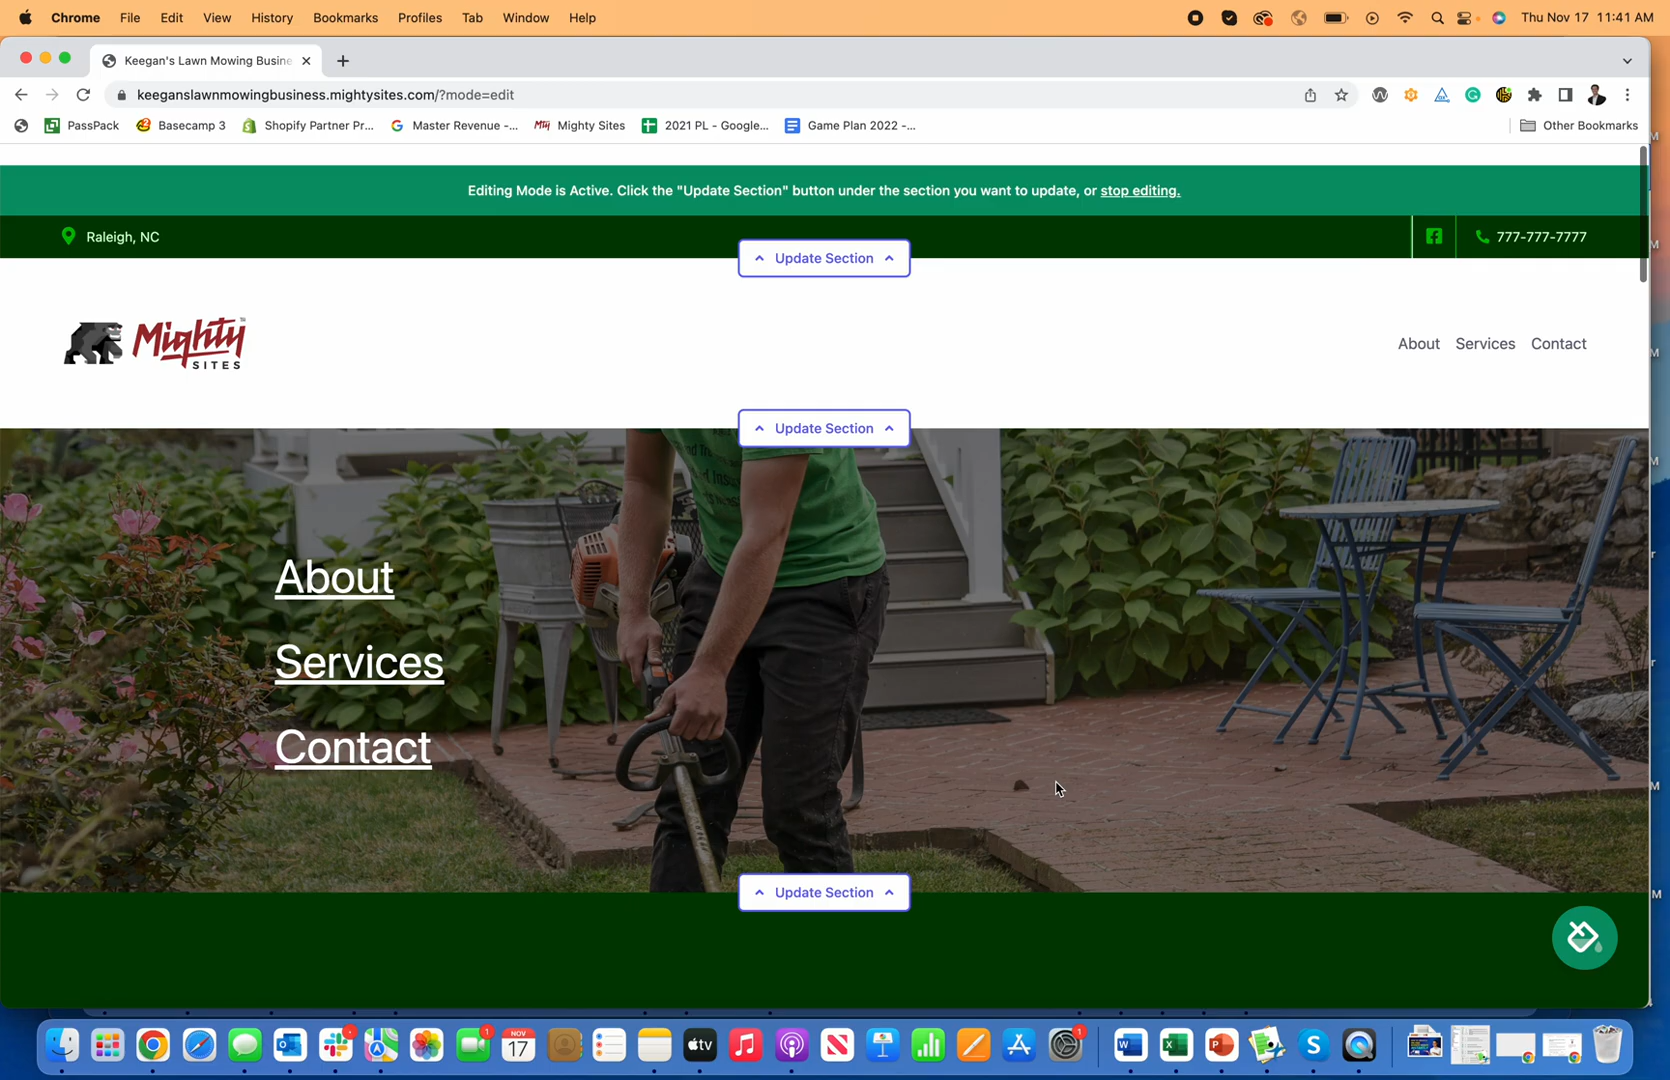 Chrome File Edit View History Bookmarks Profiles Tab Window Help Thu Nov 17 11:41 AM
Keegan's Lawn Mowing Busine
keeganslawnmowingbusiness.mightysites.com/?mode=edit
PassPack Basecamp 3 Shopify Partner Pr... Master Revenue -... Mighty Sites 2021 PL - Google... Game Plan 2022 -... Other Bookmarks
Editing Mode is Active. Click the "Update Section" button under the section you want to update, or stop editing.
Raleigh, NC 777-777-7777
Update Section
Mighty
SITES
About Services Contact
Update Section
About
Services
Contact
Update Section
NOV
17
tv